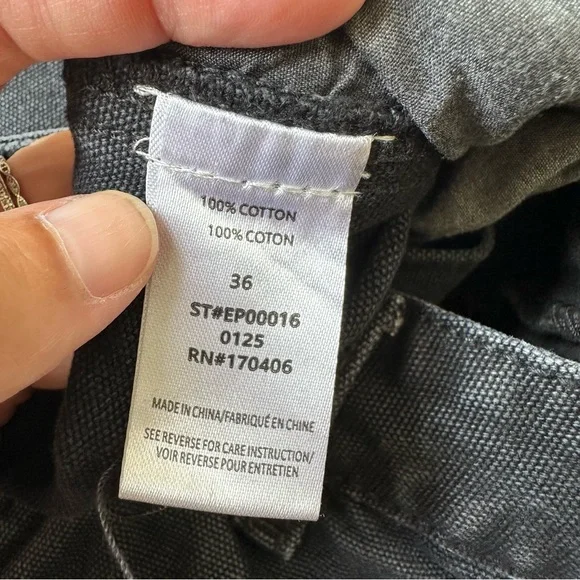 100% COTTON
100% COTON
36
ST#EP00016
0125
RN#170406
MADE IN CHINA/FABRIQUÉ EN CHINE
SEE REVERSE FOR CARE INSTRUCTION/
VOIR REVERSE POUR ENTRETIEN